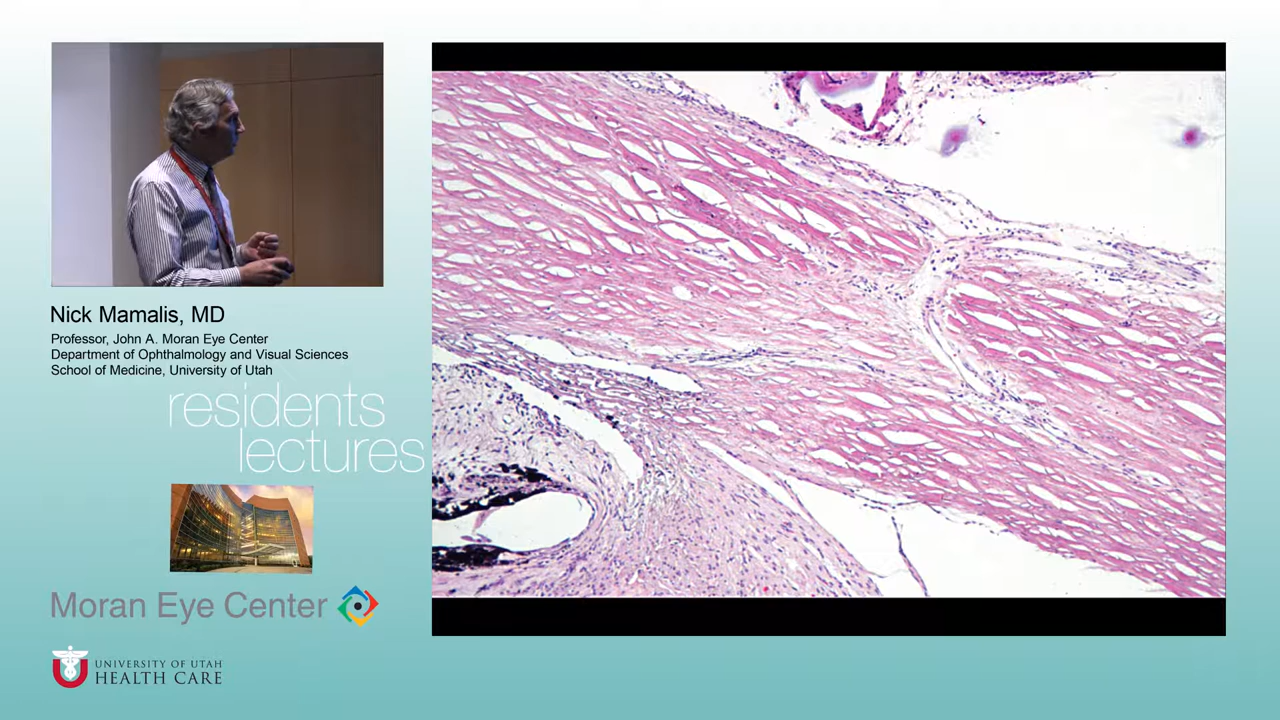 Nick Mamalis, MD
Professor, John A. Moran Eye Center
Department of Ophthalmology and Visual Sciences
School of Medicine, University of Utah
residents
lectures
Moran Eye Center
UNIVERSITY OF UTAH
HEALTH CARE